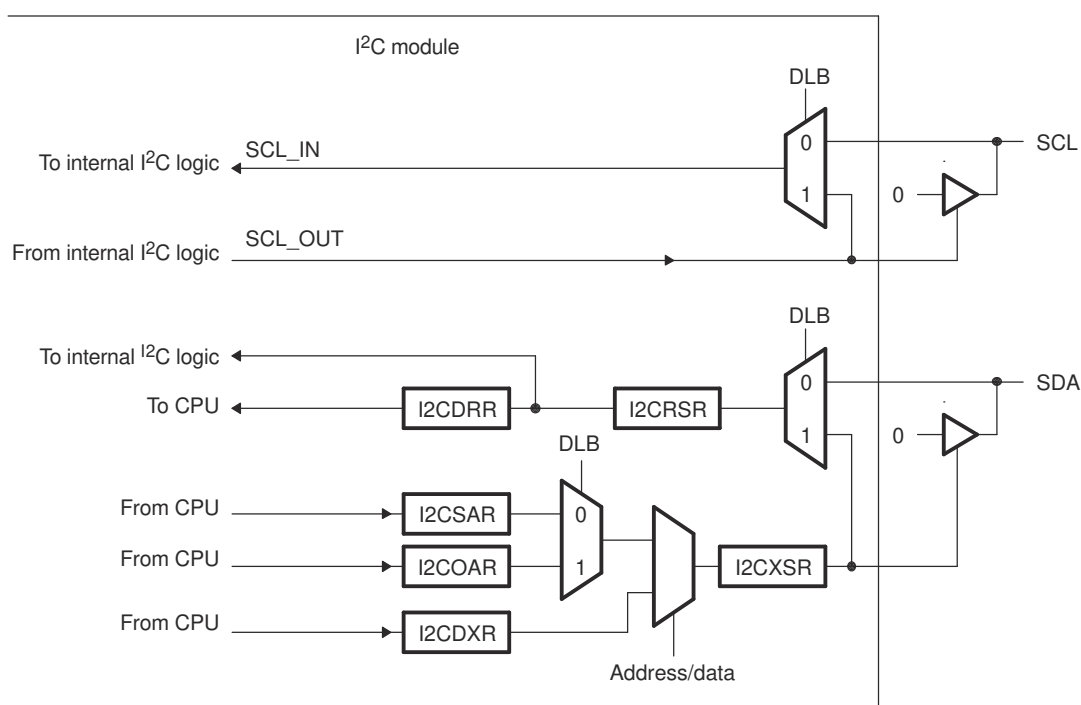 I²C module
DLB
0
SCL
To internal I²C logic
SCL_IN
1
0
From internal I²C logic
SCL_OUT
DLB
To internal I²C logic
0
SDA
To CPU
I2CDRR
I2CRSR
1
0
DLB
From CPU
I2CSAR
0
From CPU
I2COAR
1
I2CXSR
From CPU
I2CDXR
Address/data